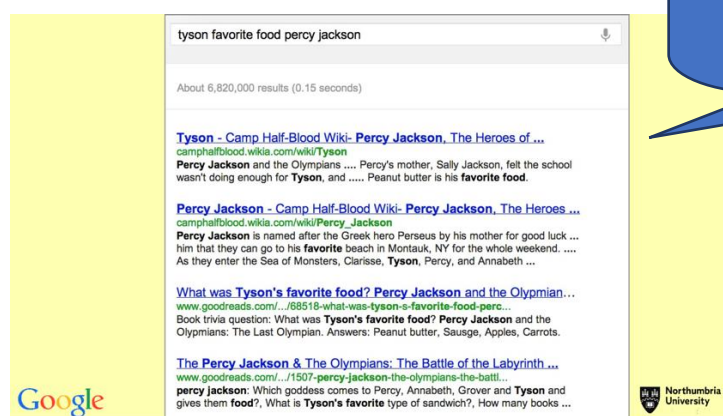 tyson favorite food percy jackson
About 6,820,000 results (0.15 seconds)
Tyson - Camp Half-Blood Wiki- Percy Jackson, The Heroes of ...
camphalfblood.wikia.com/wiki/Tyson
Percy Jackson and the Olympians .... Percy's mother, Sally Jackson, felt the school
wasn't doing enough for Tyson, and ..... Peanut butter is his favorite food.
Percy Jackson - Camp Half-Blood Wiki- Percy Jackson, The Heroes ...
camphalfblood.wikia.com/wiki/Percy_Jackson
Percy Jackson is named after the Greek hero Perseus by his mother for good luck ...
him that they can go to his favorite beach in Montauk, NY for the whole weekend. ....
As they enter the Sea of Monsters, Clarisse, Tyson, Percy, and Annabeth ...
What was Tyson's favorite food? Percy Jackson and the Olypmian...
www.goodreads.com/.../68518-what-was-tyson-s-favorite-food-perc...
Book trivia question: What was Tyson's favorite food? Percy Jackson and the
Olypmians: The Last Olympian. Answers: Peanut butter, Sausge, Apples, Carrots.
The Percy Jackson & The Olympians: The Battle of the Labyrinth ...
www.goodreads.com/.../1507-percy-jackson-the-olympians-the-battl...
percy jackson: Which goddess comes to Percy, Annabeth, Grover and Tyson and
gives them food?, What is Tyson's favorite type of sandwich?, How many books ...
Google
Northumbria
University